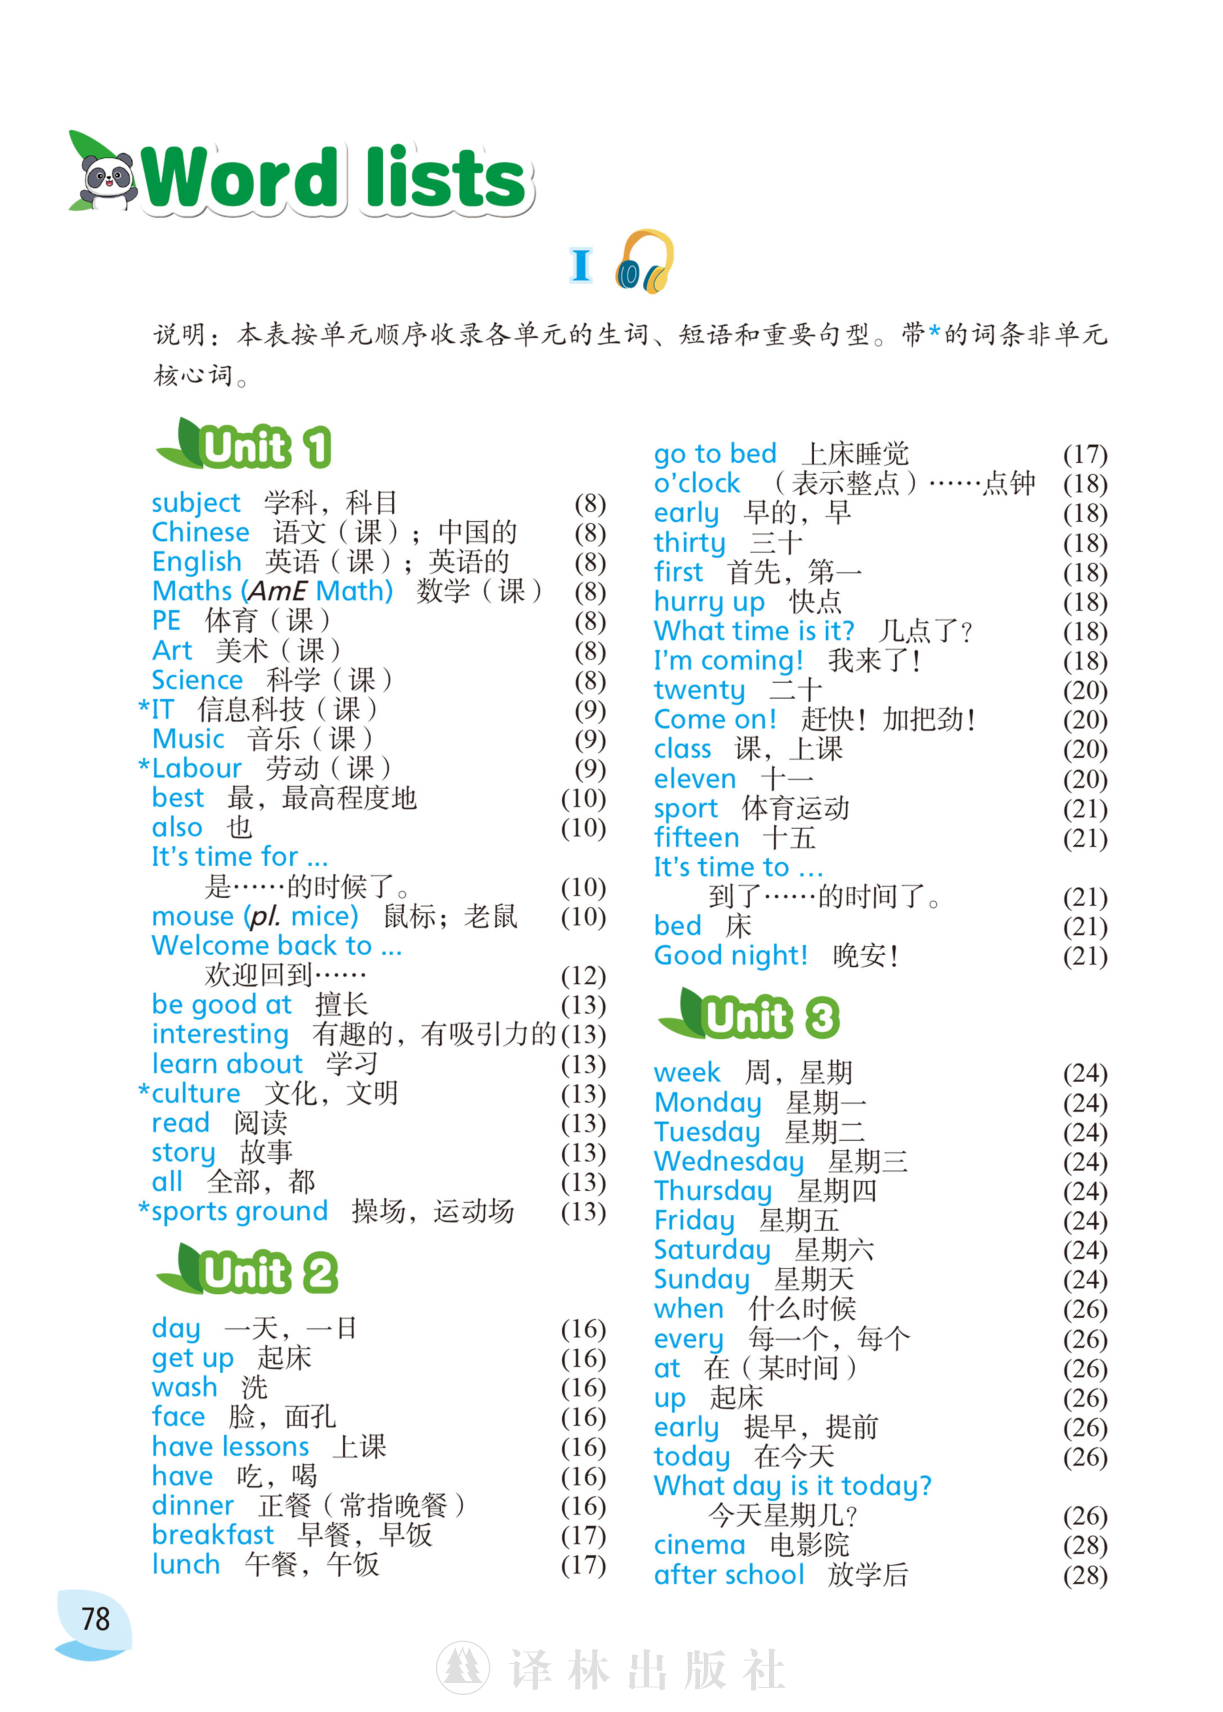 Word lists
I
说明：本表按单元顺序收录各单元的生词、短语和重要句型。带*的词条非单元
核心词。
Unit 1
subject 学科，科目 (8)
Chinese 语文（课）；中国的 (8)
English 英语（课）；英语的 (8)
Maths (AmE Math) 数学（课） (8)
PE 体育（课） (8)
Art 美术（课） (8)
Science 科学（课） (8)
*IT 信息科技（课） (9)
Music 音乐（课） (9)
*Labour 劳动（课） (9)
best 最，最高程度地 (10)
also 也 (10)
It's time for ...
是……的时候了。 (10)
mouse (pl. mice) 鼠标；老鼠 (10)
Welcome back to ...
欢迎回到…… (12)
be good at 擅长 (13)
interesting 有趣的，有吸引力的 (13)
learn about 学习 (13)
*culture 文化，文明 (13)
read 阅读 (13)
story 故事 (13)
all 全部，都 (13)
*sports ground 操场，运动场 (13)
Unit 2
day 一天，一日 (16)
get up 起床 (16)
wash 洗 (16)
face 脸，面孔 (16)
have lessons 上课 (16)
have 吃，喝 (16)
dinner 正餐（常指晚餐） (16)
breakfast 早餐，早饭 (17)
lunch 午餐，午饭 (17)
go to bed 上床睡觉 (17)
o'clock （表示整点）……点钟 (18)
early 早的，早 (18)
thirty 三十 (18)
first 首先，第一 (18)
hurry up 快点 (18)
What time is it? 几点了？ (18)
I'm coming! 我来了！ (18)
twenty 二十 (20)
Come on! 赶快！加把劲！ (20)
class 课，上课 (20)
eleven 十一 (20)
sport 体育运动 (21)
fifteen 十五 (21)
It's time to ...
到了……的时间了。 (21)
bed 床 (21)
Good night! 晚安！ (21)
Unit 3
week 周，星期 (24)
Monday 星期一 (24)
Tuesday 星期二 (24)
Wednesday 星期三 (24)
Thursday 星期四 (24)
Friday 星期五 (24)
Saturday 星期六 (24)
Sunday 星期天 (24)
when 什么时候 (26)
every 每一个，每个 (26)
at 在（某时间） (26)
up 起床 (26)
early 提早，提前 (26)
today 在今天 (26)
What day is it today?
今天星期几？ (26)
cinema 电影院 (28)
after school 放学后 (28)
78
译林出版社